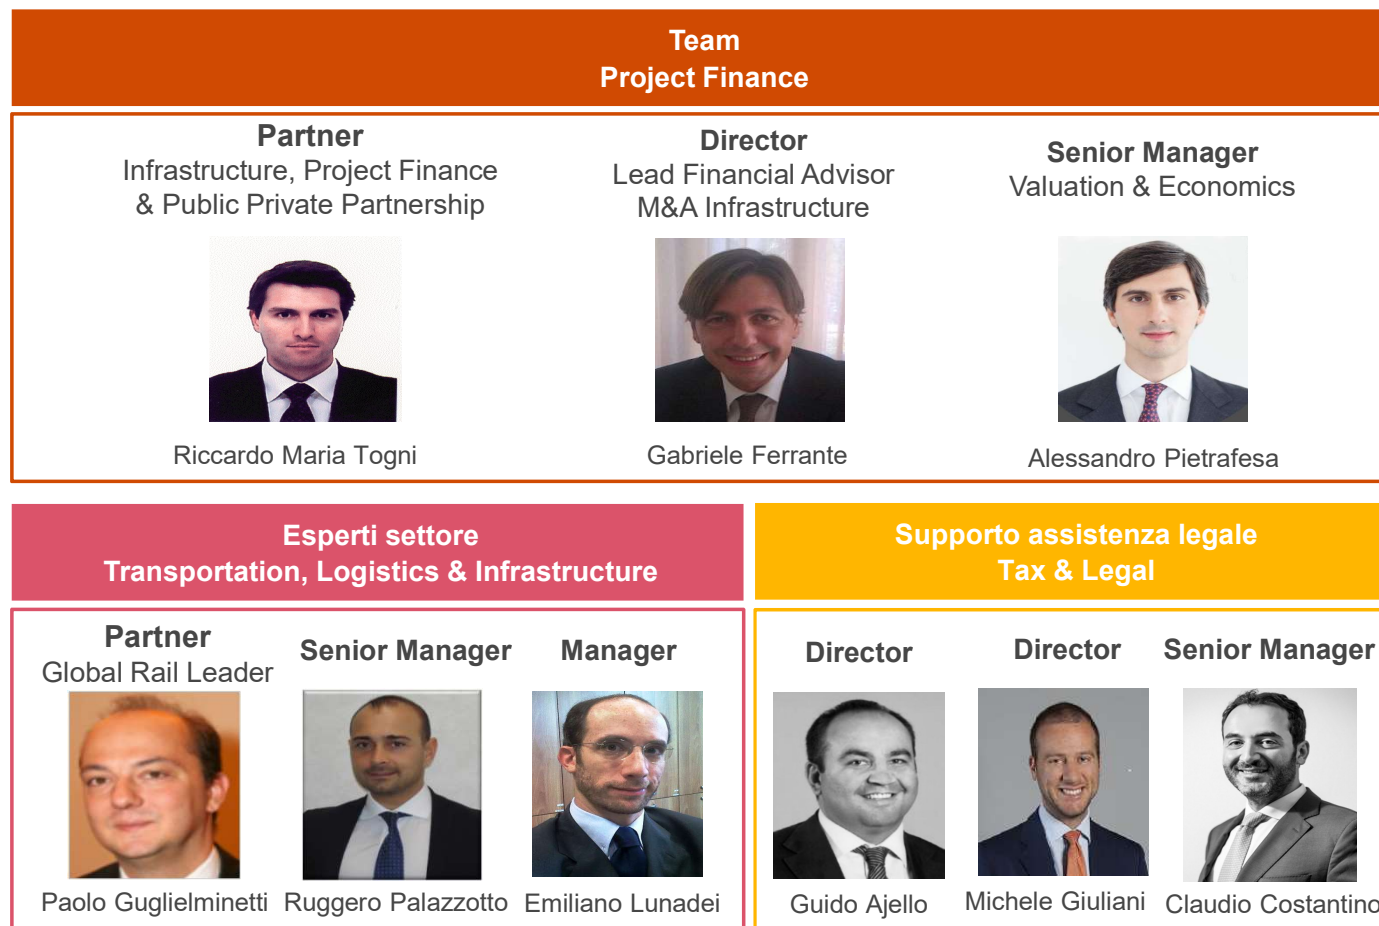 Team
Project Finance
Partner
Infrastructure, Project Finance
& Public Private Partnership
Riccardo Maria Togni
Director
Lead Financial Advisor
M&A Infrastructure
Gabriele Ferrante
Senior Manager
Valuation & Economics
Alessandro Pietrafesa
Esperti settore
Transportation, Logistics & Infrastructure
Partner
Global Rail Leader
Paolo Guglielminetti
Senior Manager
Ruggero Palazzotto
Manager
Emiliano Lunadei
Supporto assistenza legale
Tax & Legal
Director
Guido Ajello
Director
Michele Giuliani
Senior Manager
Claudio Costantino